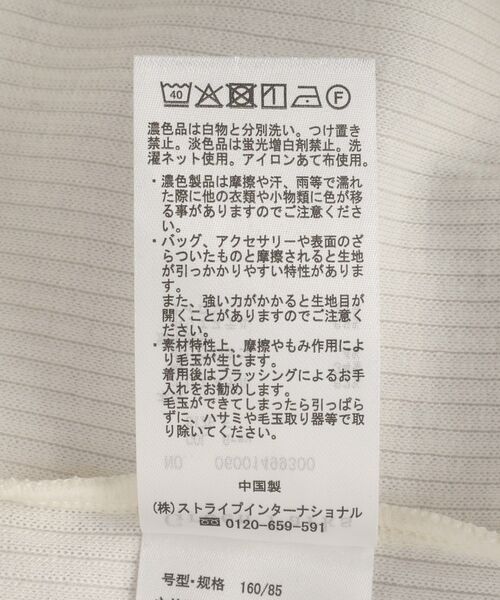 40 F
濃色品は白物と分別洗い。つけ置き
禁止。淡色品は蛍光増白剤禁止。洗
濯ネット使用。アイロンあて布使用。
・濃色製品は摩擦や汗、雨等で濡れ
た際に他の衣類や小物類に色が移
る事がありますのでご注意くださ
い。
・バッグ、アクセサリーや表面のざ
らついたものと摩擦されると生地
が引っかかりやすい特性がありま
す。
また、強い力がかかると生地目が
開くことがありますのでご注意く
ださい。
・素材特性上、摩擦やもみ作用によ
り毛玉が生じます。
着用後はブラッシングによるお手
入れをお勧めします。
毛玉ができてしまったら引っぱら
ずに、ハサミや毛玉取り器等で取
り除いてください。
NO. 06001499300
中国製
(株)ストライプインターナショナル
0120-659-591
号型・规格 160/85